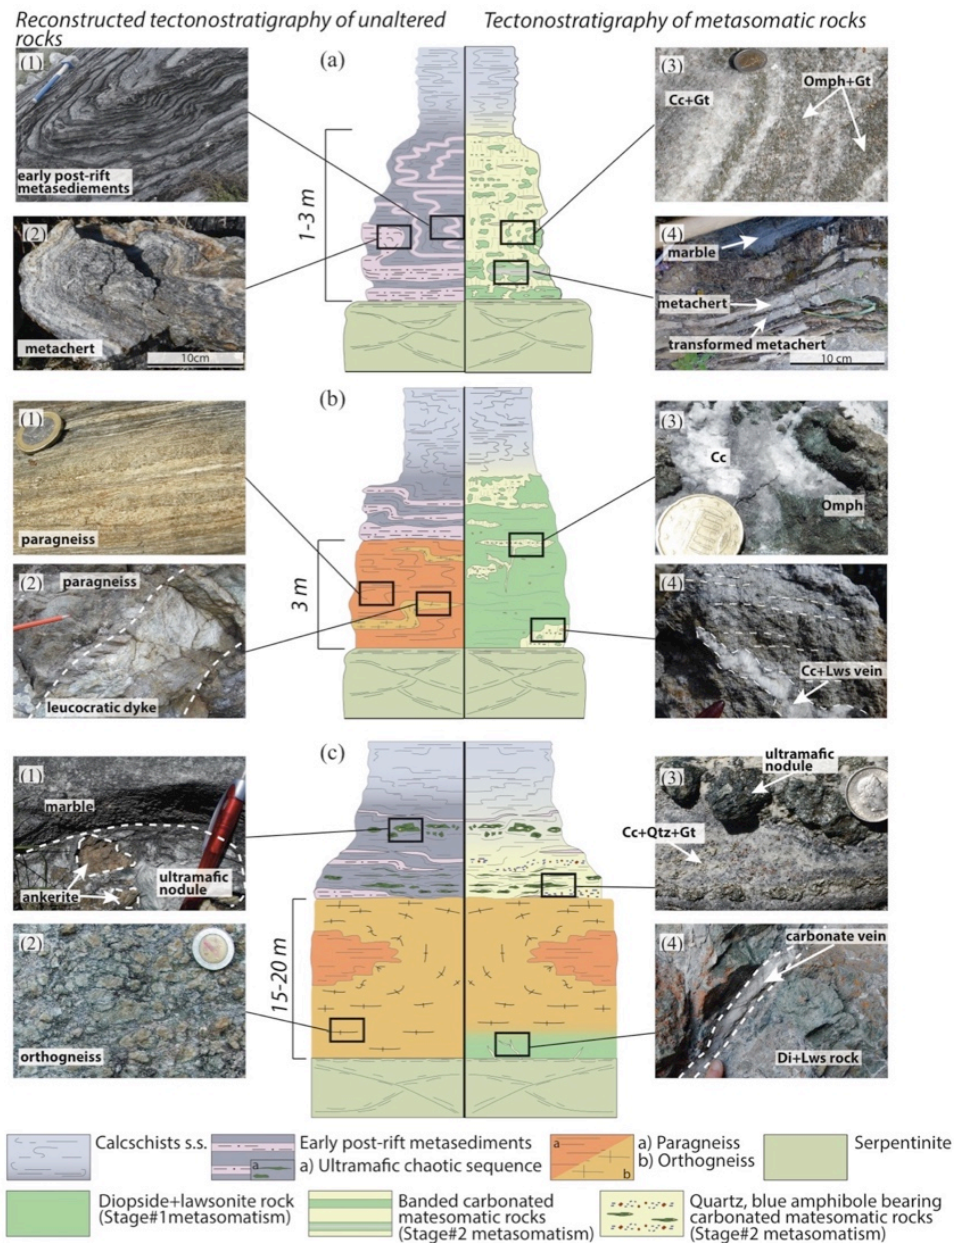 Reconstructed tectonostratigraphy of unaltered
rocks
Tectonostratigraphy of metasomatic rocks
(1)
early post-rift
metasediements
(2)
metachert
10cm
(a)
1-3 m
(3)
Cc+Gt
Omph+Gt
(4)
marble
metachert
transformed metachert
10 cm
(1)
paragneiss
(2)
paragneiss
leucocratic dyke
(b)
3 m
(3)
Cc
Omph
(4)
Cc+Lws vein
(1)
marble
ankerite
ultramafic
nodule
(2)
orthogneiss
(c)
15-20 m
(3)
ultramafic
nodule
Cc+Qtz+Gt
(4)
carbonate vein
Di+Lws rock
Calcschists s.s.
a
Early post-rift metasediments
a) Ultramafic chaotic sequence
a
b
a) Paragneiss
b) Orthogneiss
Serpentinite
Diopside+lawsonite rock
(Stage#1metasomatism)
Banded carbonated
matesomatic rocks
(Stage#2 metasomatism)
Quartz, blue amphibole bearing
carbonated matesomatic rocks
(Stage#2 metasomatism)